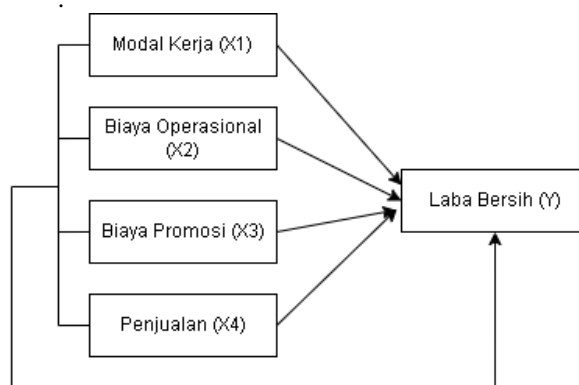 Modal Kerja (X1)
Biaya Operasional
(X2)
Laba Bersih (Y)
Biaya Promosi (X3)
Penjualan (X4)